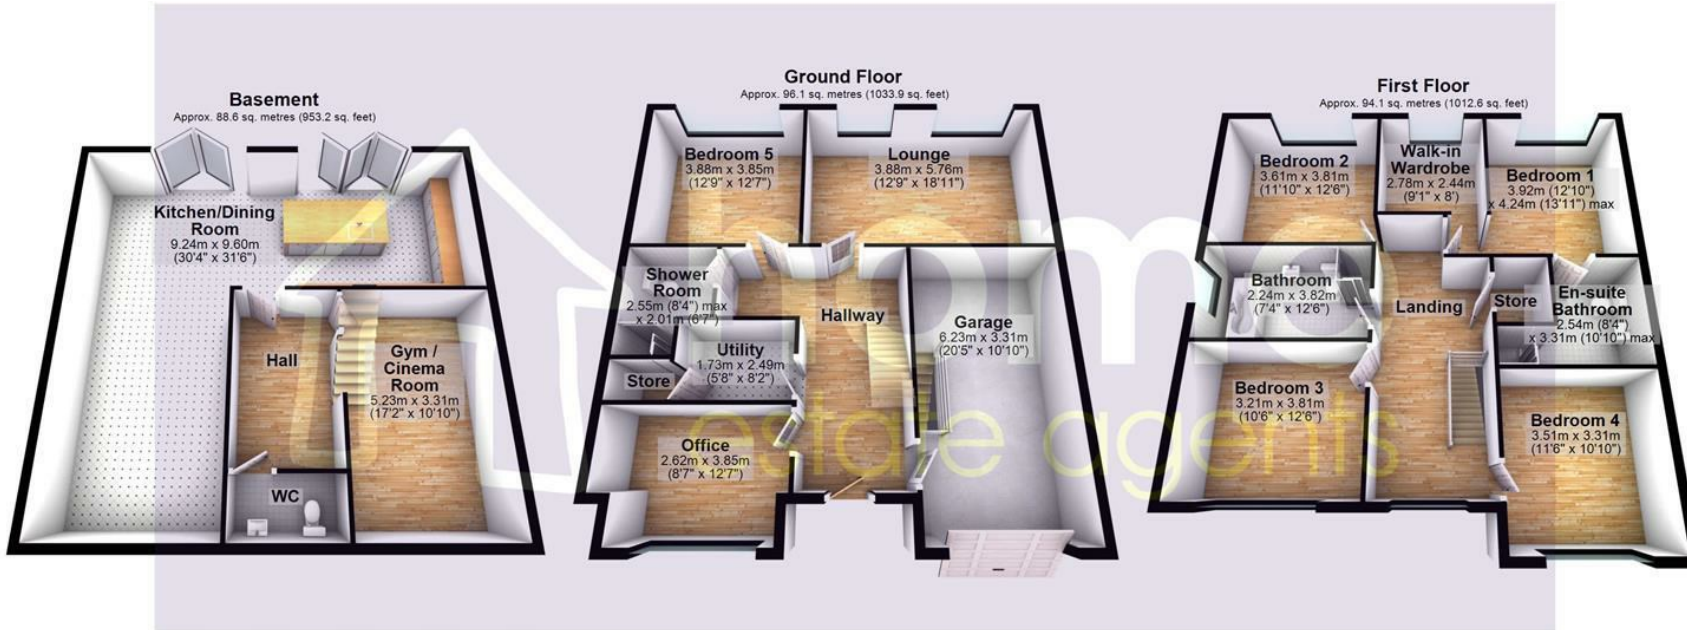 Basement
Approx. 88.6 sq. metres (953.2 sq. feet)
Kitchen/Dining
Room
9.24m x 9.60m
(30'4" x 31'6")
Hall
Gym /
Cinema
Room
5.23m x 3.31m
(17'2" x 10'10")
WC
Ground Floor
Approx. 96.1 sq. metres (1033.9 sq. feet)
Bedroom 5
3.88m x 3.85m
(12'9" x 12'7")
Lounge
3.88m x 5.76m
(12'9" x 18'11")
Shower
Room
2.55m (8'4") max
x 2.01m (6'7")
Hallway
Garage
6.23m x 3.31m
(20'5" x 10'10")
Utility
1.73m x 2.49m
(5'8" x 8'2")
Store
Office
2.62m x 3.85m
(8'7" x 12'7")
First Floor
Approx. 94.1 sq. metres (1012.6 sq. feet)
Bedroom 2
3.61m x 3.81m
(11'10" x 12'6")
Walk-in
Wardrobe
2.78m x 2.44m
(9'1" x 8')
Bedroom 1
3.92m (12'10")
x 4.24m (13'11") max
Bathroom
2.24m x 3.82m
(7'4" x 12'6")
Landing
Store
En-suite
Bathroom
2.54m (8'4")
x 3.31m (10'10") max
Bedroom 3
3.21m x 3.81m
(10'6" x 12'6")
Bedroom 4
3.51m x 3.31m
(11'6" x 10'10")
home
estate agents